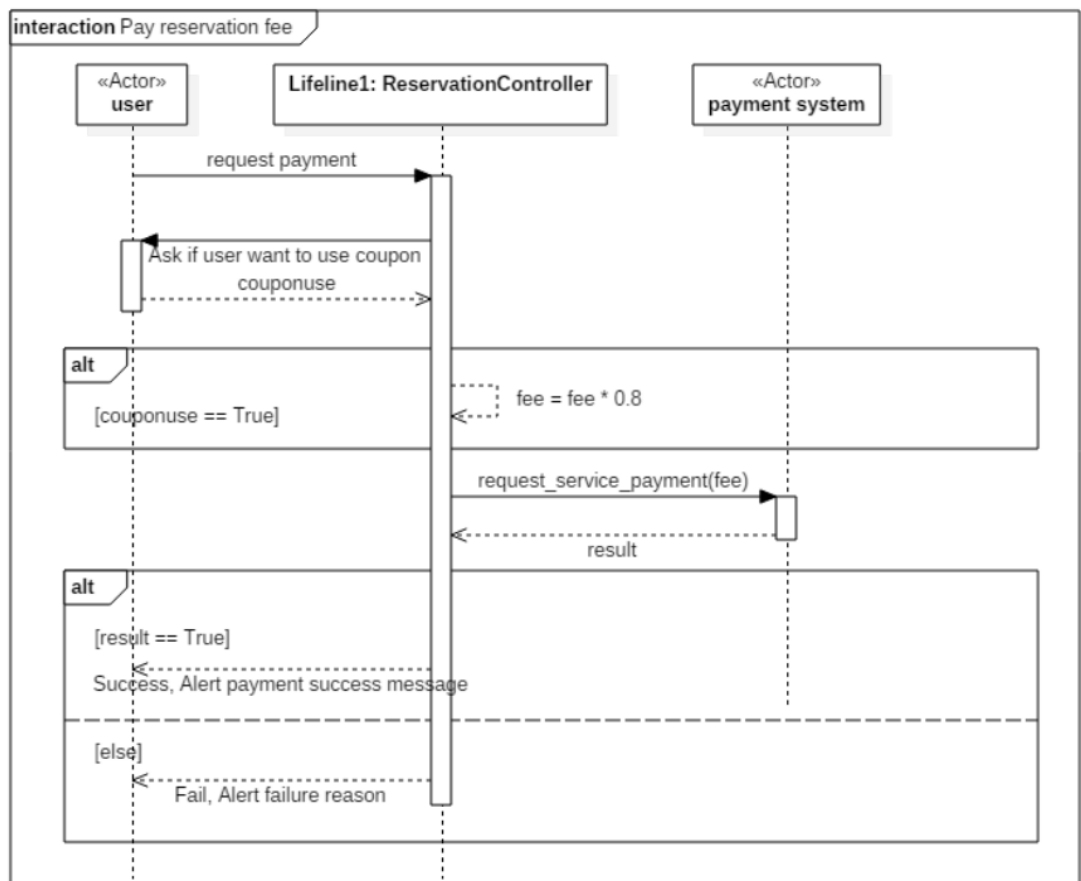 interaction Pay reservation fee
«Actor»
user
Lifeline1: ReservationController
«Actor»
payment system
request payment
Ask if user want to use coupon
couponuse
alt
[couponuse == True]
fee = fee * 0.8
request_service_payment(fee)
result
alt
[result == True]
Success, Alert payment success message
[else]
Fail, Alert failure reason